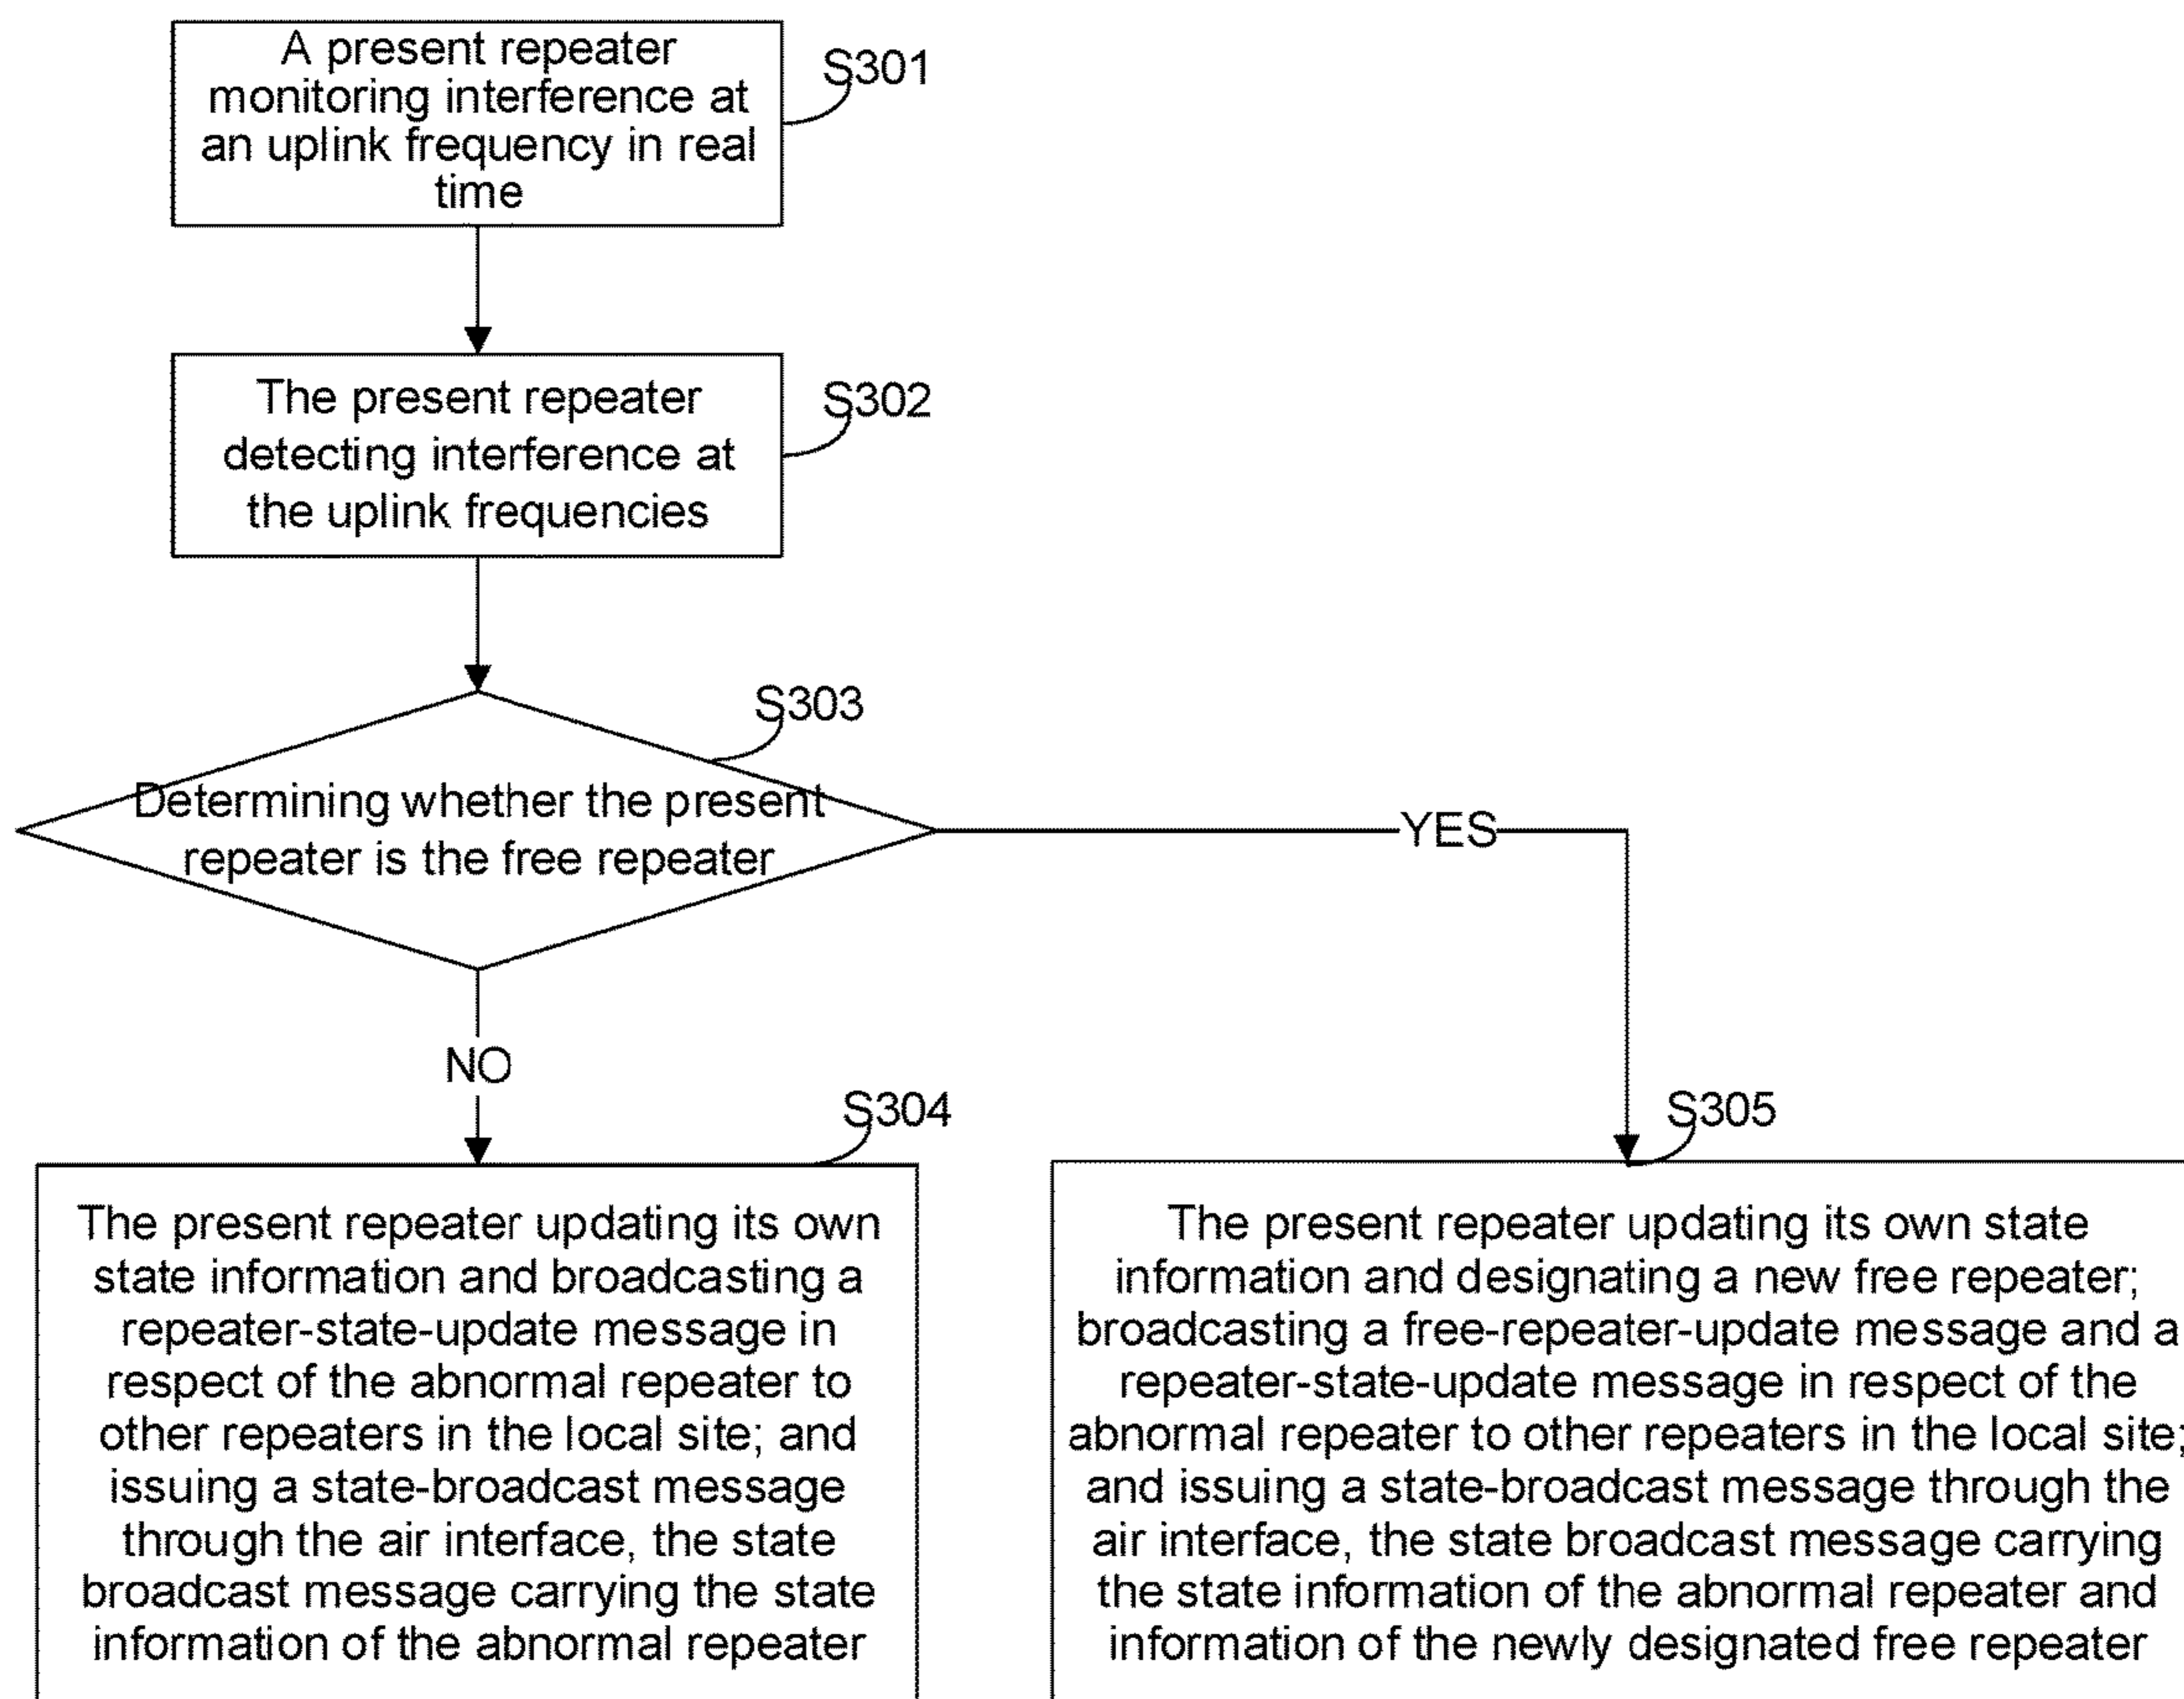 A present repeater
monitoring interference at
an uplink frequency in real
time
S301
The present repeater
detecting interference at
the uplink frequencies
S302
S303
Determining whether the present
repeater is the free repeater
YES
NO
S304
The present repeater updating its own
state information and broadcasting a
repeater-state-update message in
respect of the abnormal repeater to
other repeaters in the local site; and
issuing a state-broadcast message
through the air interface, the state
broadcast message carrying the state
information of the abnormal repeater
S305
The present repeater updating its own state
information and designating a new free repeater;
broadcasting a free-repeater-update message and a
repeater-state-update message in respect of the
abnormal repeater to other repeaters in the local site;
and issuing a state-broadcast message through the
air interface, the state broadcast message carrying
the state information of the abnormal repeater and
information of the newly designated free repeater